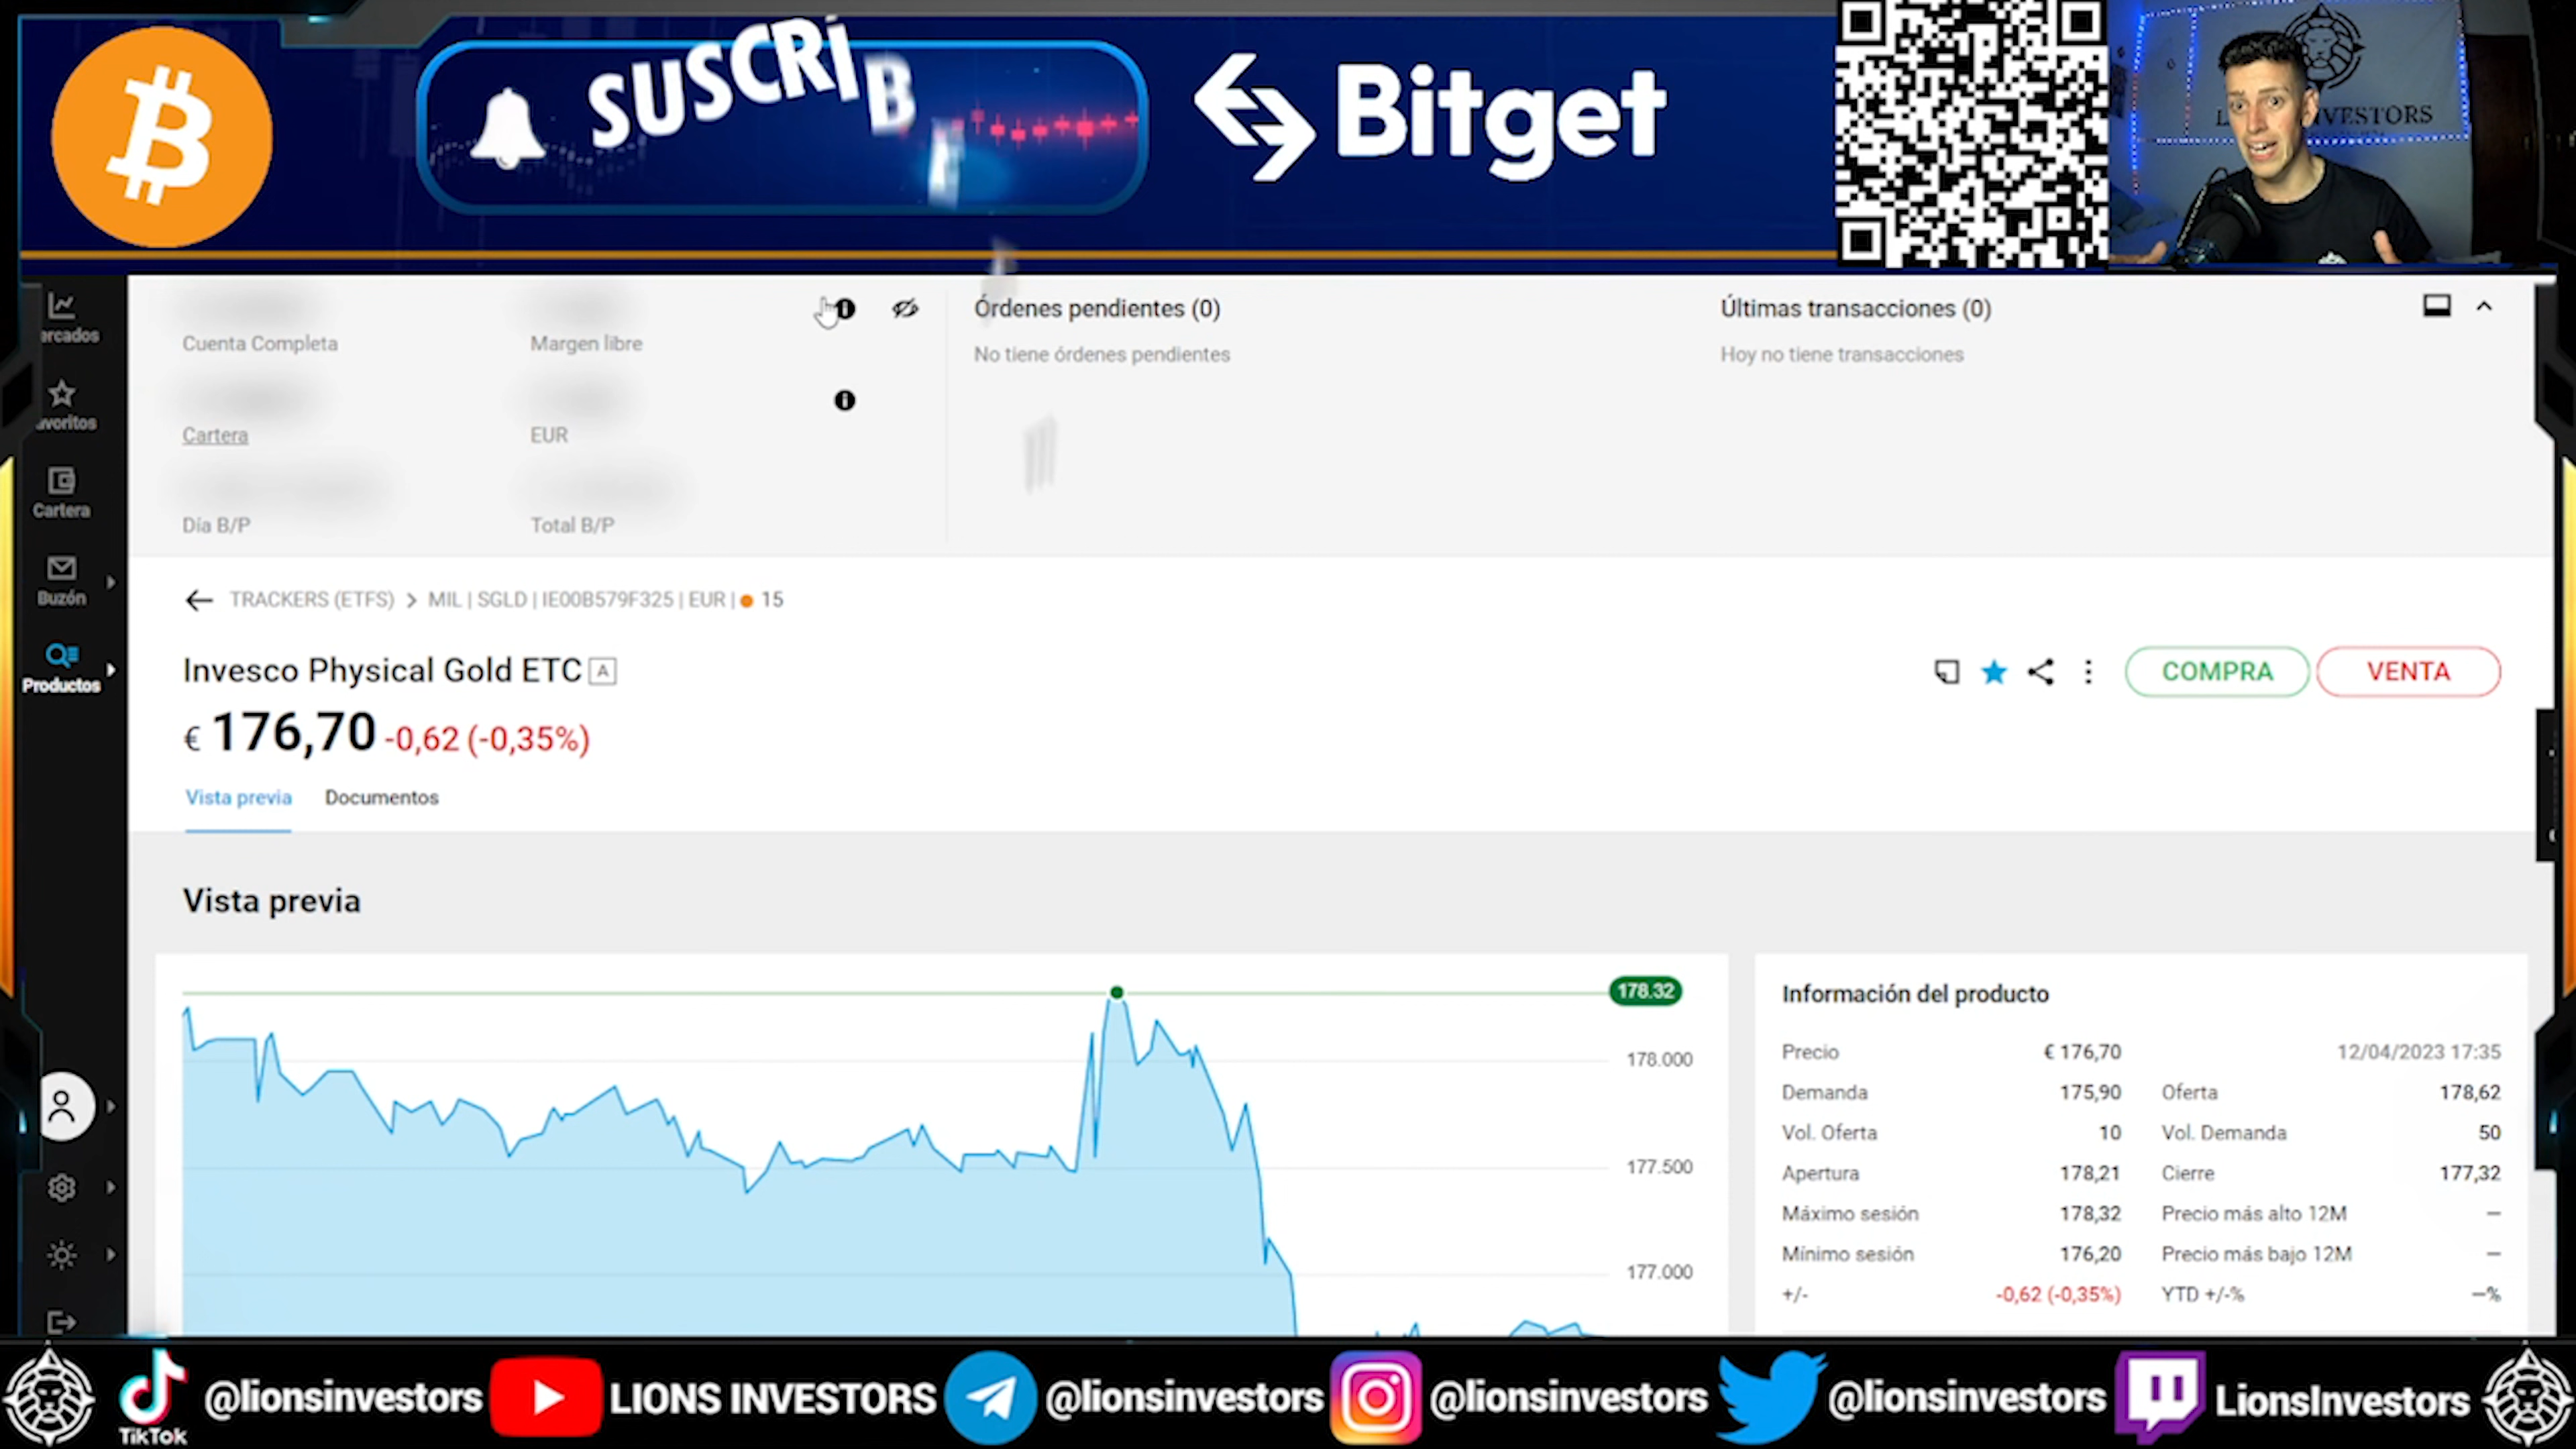 SUSCRÍB
Bitget
INVESTORS
ercados
avoritos
Cartera
Buzón
Productos
Cuenta Completa
Margen libre
Cartera
EUR
Día B/P
Total B/P
Órdenes pendientes (0)
No tiene órdenes pendientes
Últimas transacciones (0)
Hoy no tiene transacciones
TRACKERS (ETFS) > MIL | SGLD | IE00B579F325 | EUR | 15
Invesco Physical Gold ETC A
€ 176,70 -0,62 (-0,35%)
COMPRA
VENTA
Vista previa
Documentos
Vista previa
178.32
178.000
177.500
177.000
Información del producto
Precio € 176,70 12/04/2023 17:35
Demanda 175,90 Oferta 178,62
Vol. Oferta 10 Vol. Demanda 50
Apertura 178,21 Cierre 177,32
Máximo sesión 178,32 Precio más alto 12M —
Mínimo sesión 176,20 Precio más bajo 12M —
+/- -0,62 (-0,35%) YTD +/-% —%
TikTok
@lionsinvestors
LIONS INVESTORS
@lionsinvestors
@lionsinvestors
@lionsinvestors
LionsInvestors